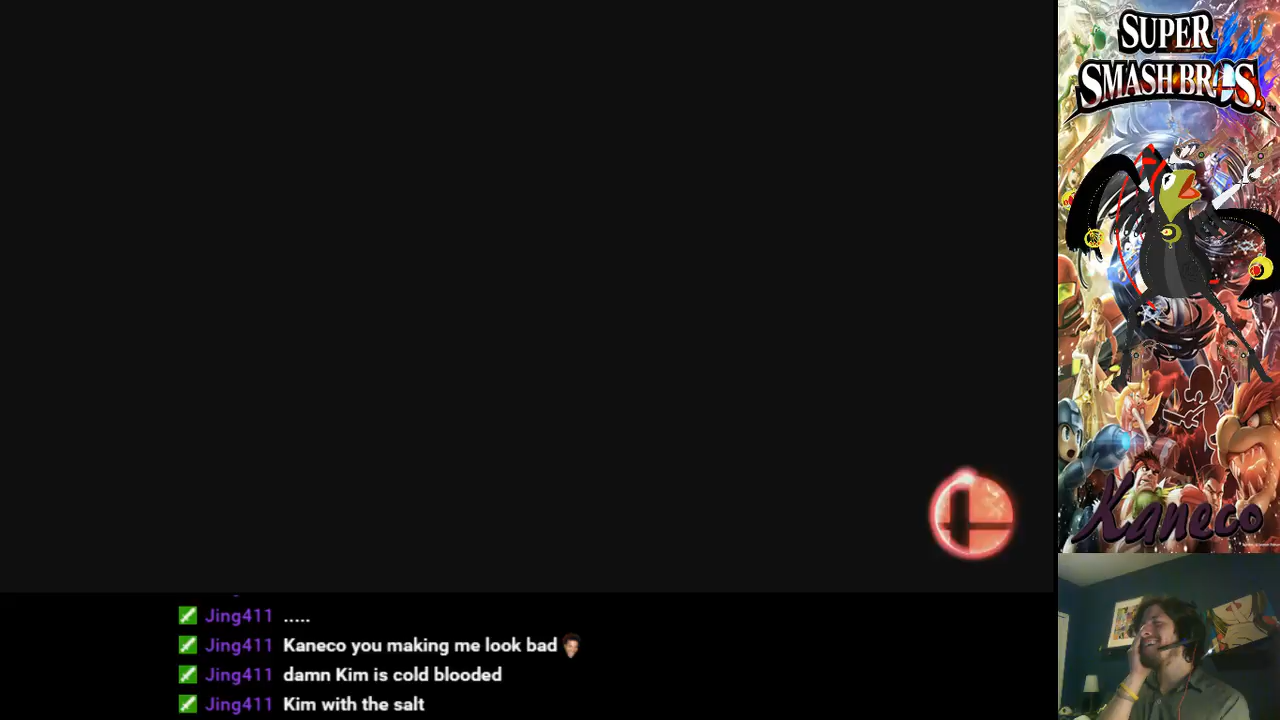 SUPER
SMASH BROS.
Kaneco
Jing411 .....
Jing411 Kaneco you making me look bad
Jing411 damn Kim is cold blooded
Jing411 Kim with the salt